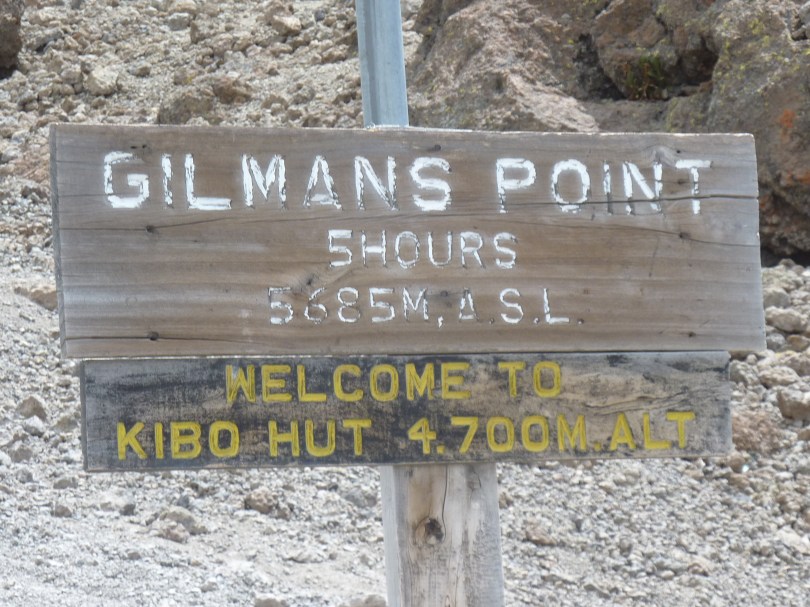 GILMANS POINT
5HOURS
5685M, A.S.L.
WELCOME TO
KIBO HUT 4.700M.ALT